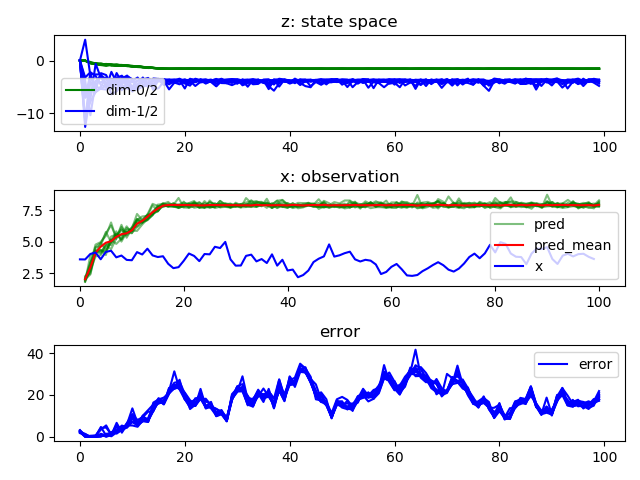 z: state space
0
−10
dim-0/2
dim-1/2
0 20 40 60 80 100
x: observation
7.5
5.0
2.5
pred
pred_mean
x
0 20 40 60 80 100
error
40
20
0
error
0 20 40 60 80 100